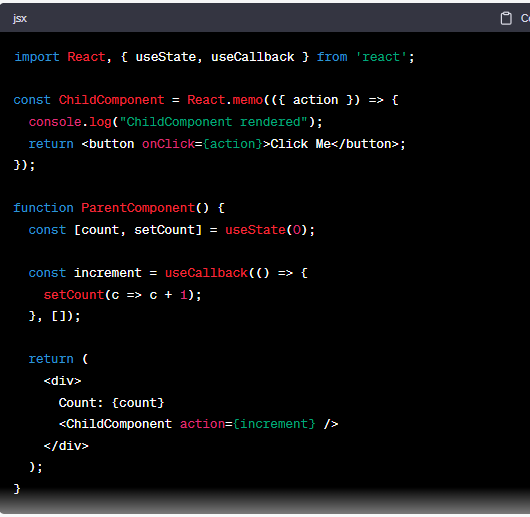 jsx
Co
import React, { useState, useCallback } from 'react';
const ChildComponent = React.memo(({ action }) => {
  console.log("ChildComponent rendered");
  return <button onClick={action}>Click Me</button>;
});
function ParentComponent() {
  const [count, setCount] = useState(0);
  const increment = useCallback(() => {
    setCount(c => c + 1);
  }, []);
  return (
    <div>
      Count: {count}
      <ChildComponent action={increment} />
    </div>
  );
}